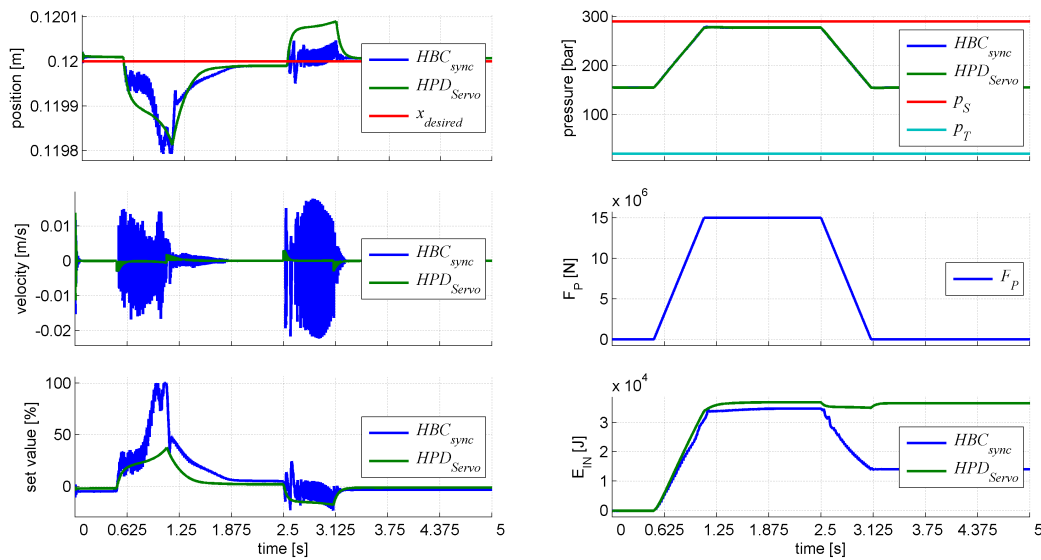 0.1201
0.12
0.1199
0.1198
position [m]
HBC_sync
HPD_Servo
x_desired
0.01
0
-0.01
-0.02
velocity [m/s]
HBC_sync
HPD_Servo
100
50
0
set value [%]
HBC_sync
HPD_Servo
0 0.625 1.25 1.875 2.5 3.125 3.75 4.375 5
time [s]
300
200
100
pressure [bar]
HBC_sync
HPD_Servo
p_S
p_T
x 10^6
15
10
5
0
F_P [N]
F_P
x 10^4
3
2
1
0
E_IN [J]
HBC_sync
HPD_Servo
0 0.625 1.25 1.875 2.5 3.125 3.75 4.375 5
time [s]